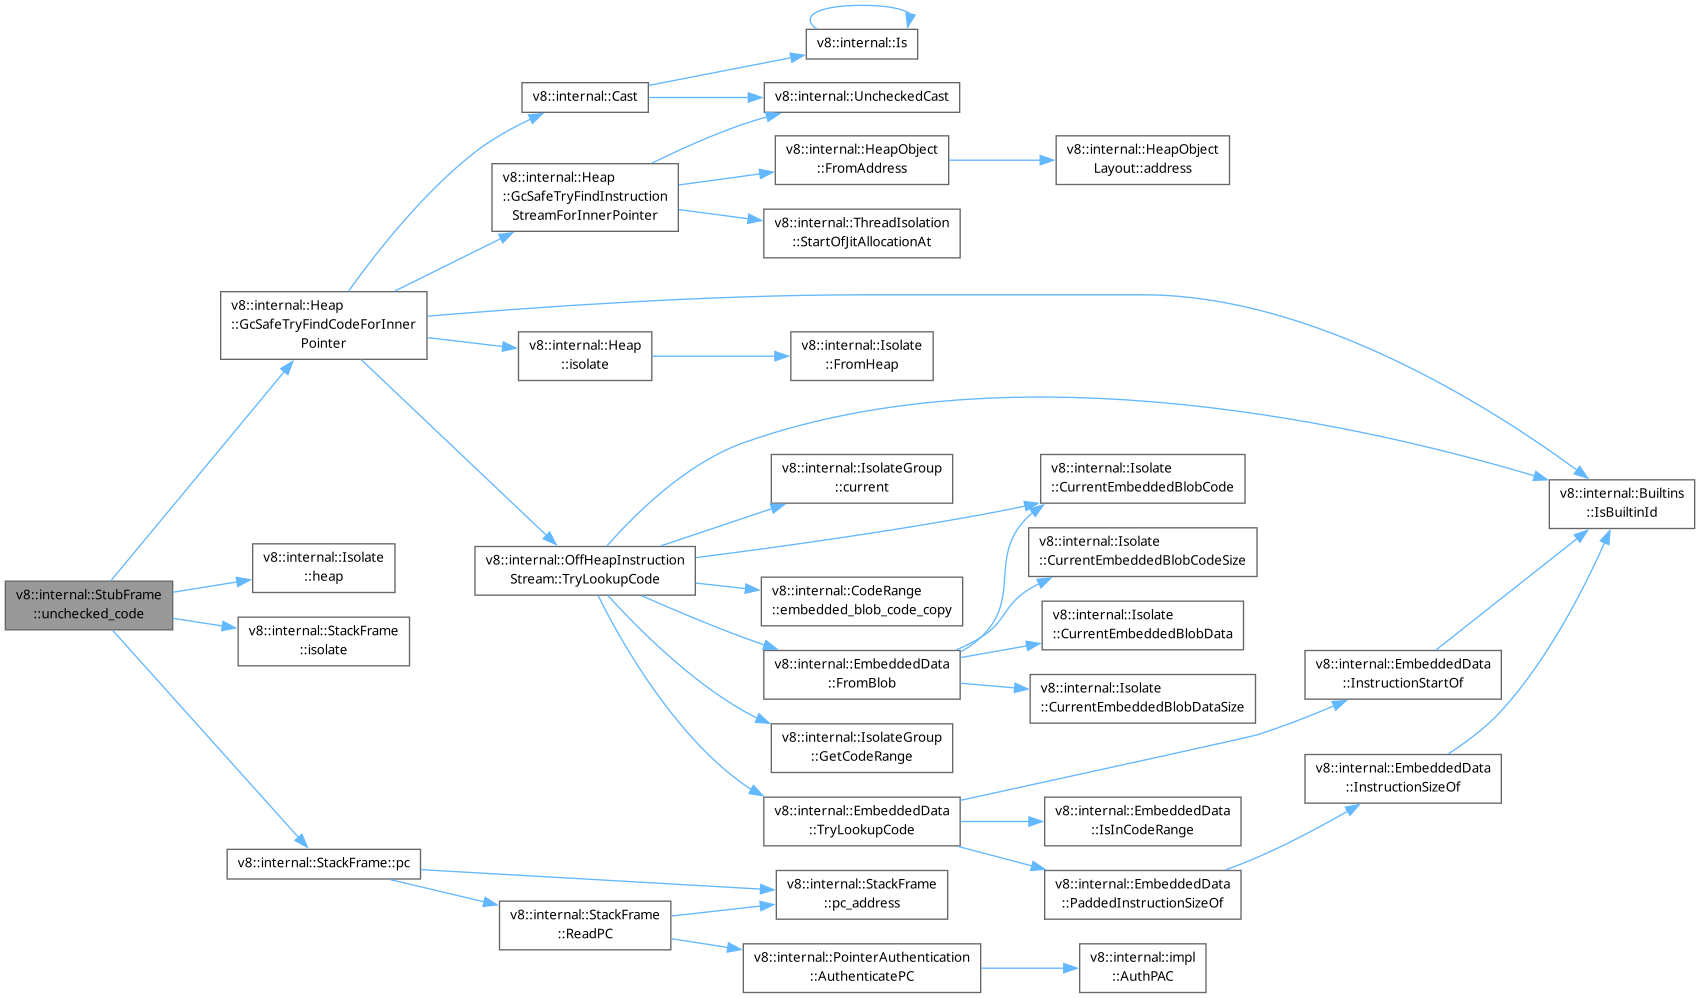 v8::internal::Is
v8::internal::Cast
v8::internal::UncheckedCast
v8::internal::HeapObject
::FromAddress
v8::internal::HeapObject
Layout::address
v8::internal::Heap
::GcSafeTryFindInstruction
StreamForInnerPointer
v8::internal::ThreadIsolation
::StartOfJitAllocationAt
v8::internal::Heap
::GcSafeTryFindCodeForInner
Pointer
v8::internal::Heap
::isolate
v8::internal::Isolate
::FromHeap
v8::internal::IsolateGroup
::current
v8::internal::Isolate
::CurrentEmbeddedBlobCode
v8::internal::Builtins
::IsBuiltinId
v8::internal::Isolate
::CurrentEmbeddedBlobCodeSize
v8::internal::Isolate
::heap
v8::internal::OffHeapInstruction
Stream::TryLookupCode
v8::internal::StubFrame
::unchecked_code
v8::internal::CodeRange
::embedded_blob_code_copy
v8::internal::Isolate
::CurrentEmbeddedBlobData
v8::internal::StackFrame
::isolate
v8::internal::EmbeddedData
::FromBlob
v8::internal::EmbeddedData
::InstructionStartOf
v8::internal::Isolate
::CurrentEmbeddedBlobDataSize
v8::internal::IsolateGroup
::GetCodeRange
v8::internal::EmbeddedData
::InstructionSizeOf
v8::internal::EmbeddedData
::TryLookupCode
v8::internal::EmbeddedData
::IsInCodeRange
v8::internal::StackFrame::pc
v8::internal::StackFrame
::pc_address
v8::internal::EmbeddedData
::PaddedInstructionSizeOf
v8::internal::StackFrame
::ReadPC
v8::internal::PointerAuthentication
::AuthenticatePC
v8::internal::impl
::AuthPAC